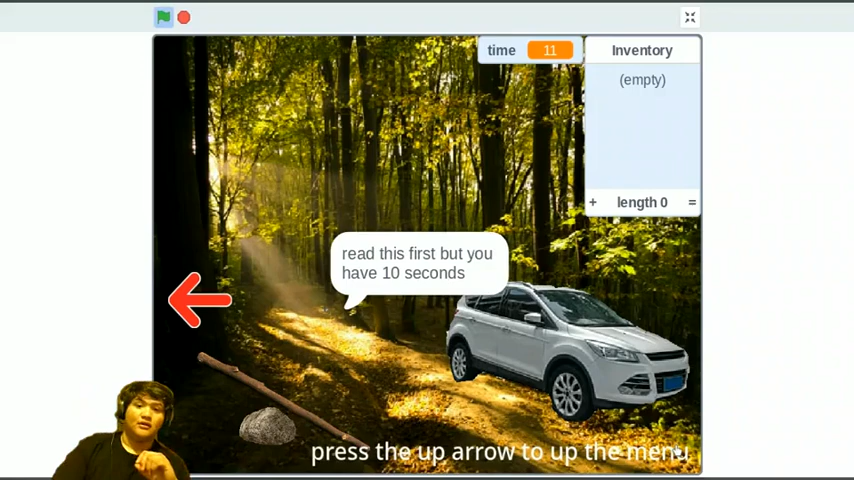 time 11
Inventory
(empty)
+ length 0 =
read this first but you
have 10 seconds
press the up arrow to up the menu